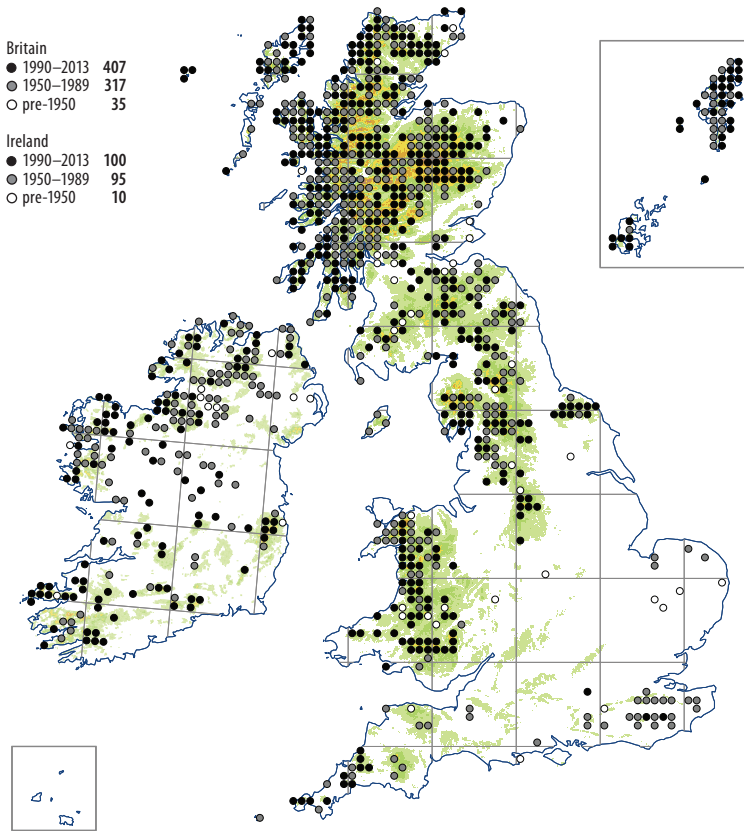 Britain
● 1990–2013 407
● 1950–1989 317
○ pre-1950 35
Ireland
● 1990–2013 100
● 1950–1989 95
○ pre-1950 10